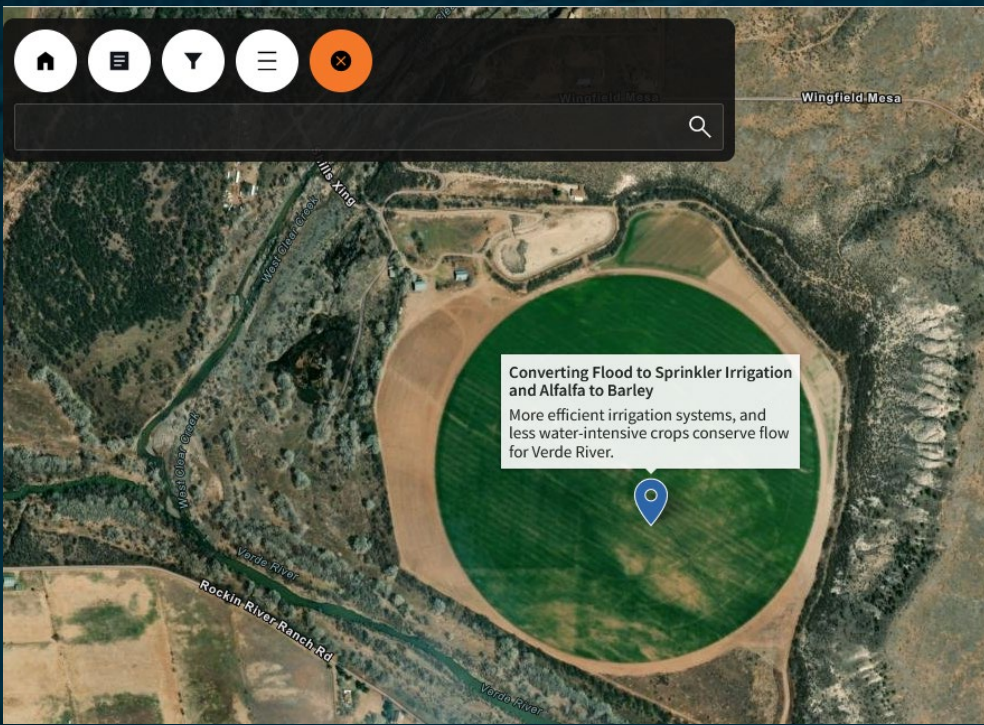 Wingfield Mesa
Wingfield Mesa
West Clear Creek
Converting Flood to Sprinkler Irrigation
and Alfalfa to Barley
More efficient irrigation systems, and
less water-intensive crops conserve flow
for Verde River.
West Clear Creek
Verde River
Rockin River Ranch Rd
Verde River